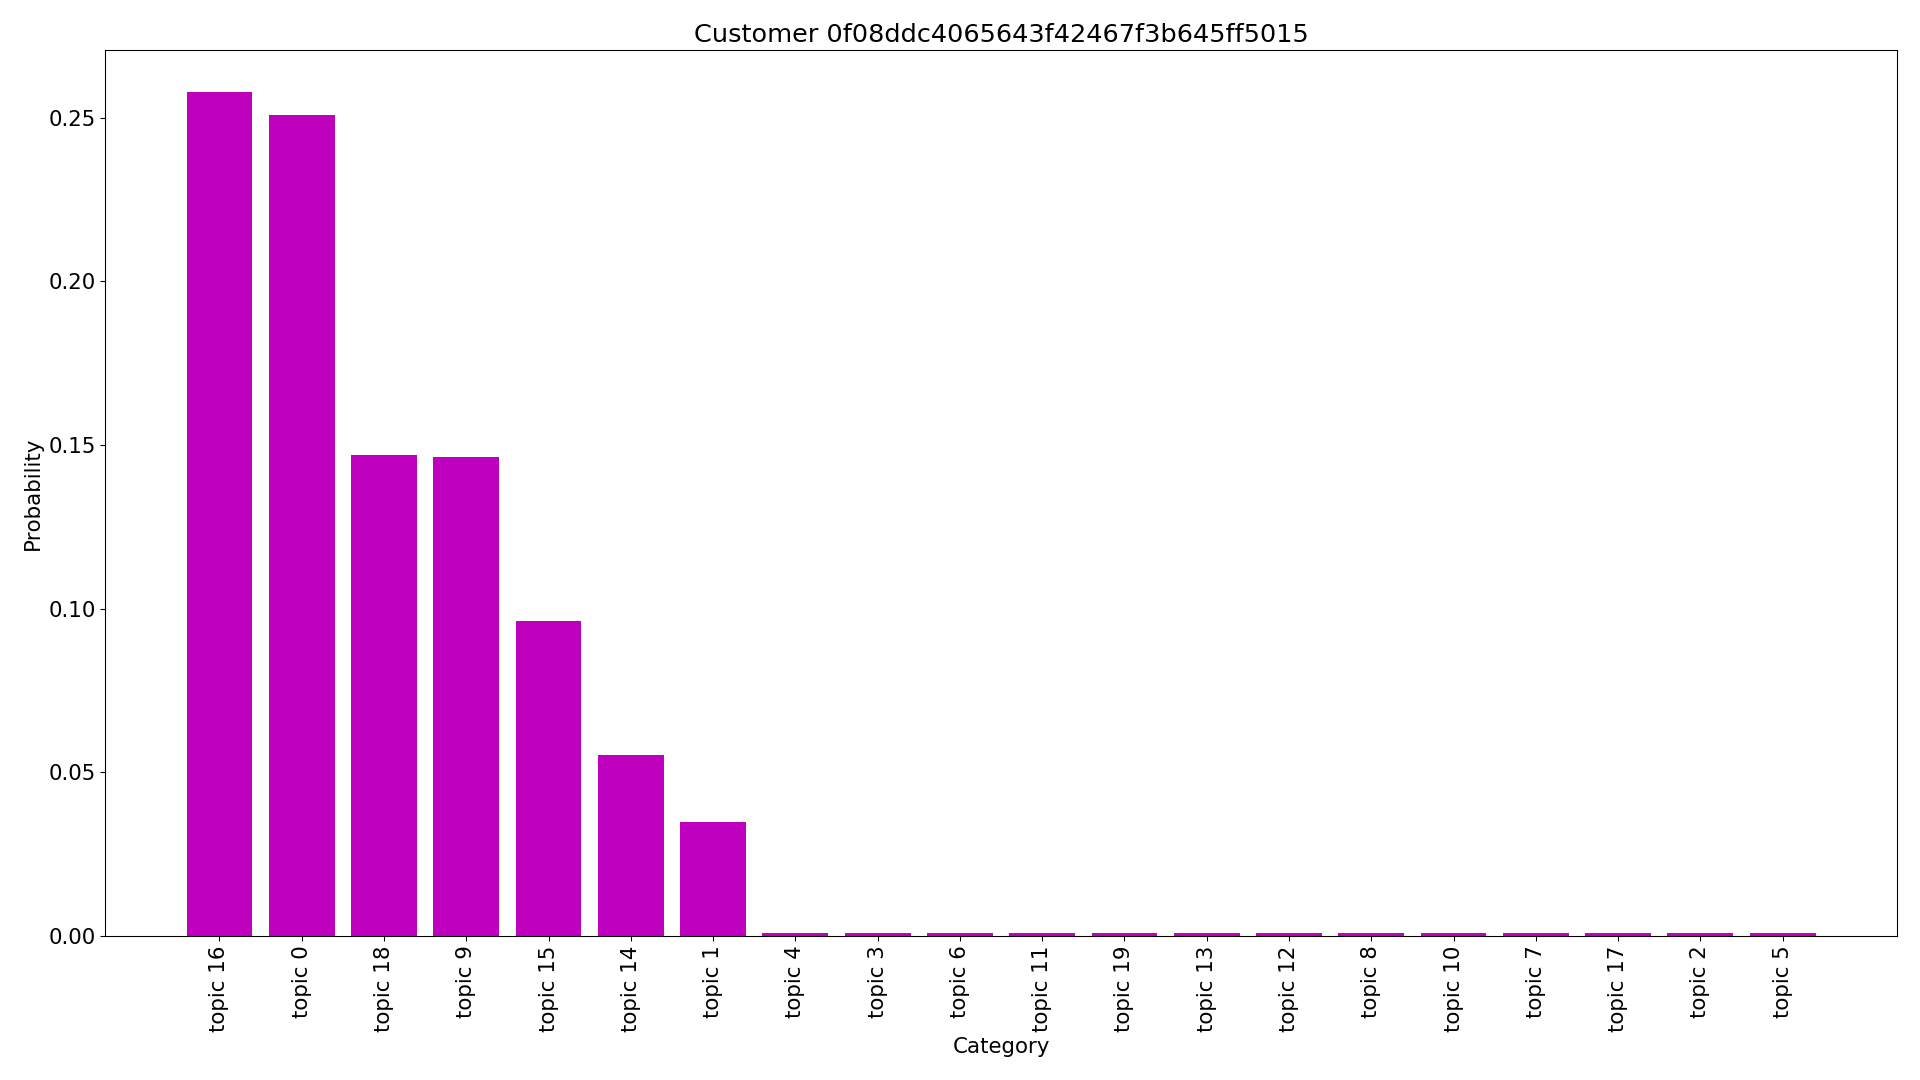 Customer 0f08ddc4065643f42467f3b645ff5015
Probability
0.25
0.20
0.15
0.10
0.05
0.00
topic 16
topic 0
topic 18
topic 9
topic 15
topic 14
topic 1
topic 4
topic 3
topic 6
topic 11
topic 19
topic 13
topic 12
topic 8
topic 10
topic 7
topic 17
topic 2
topic 5
Category